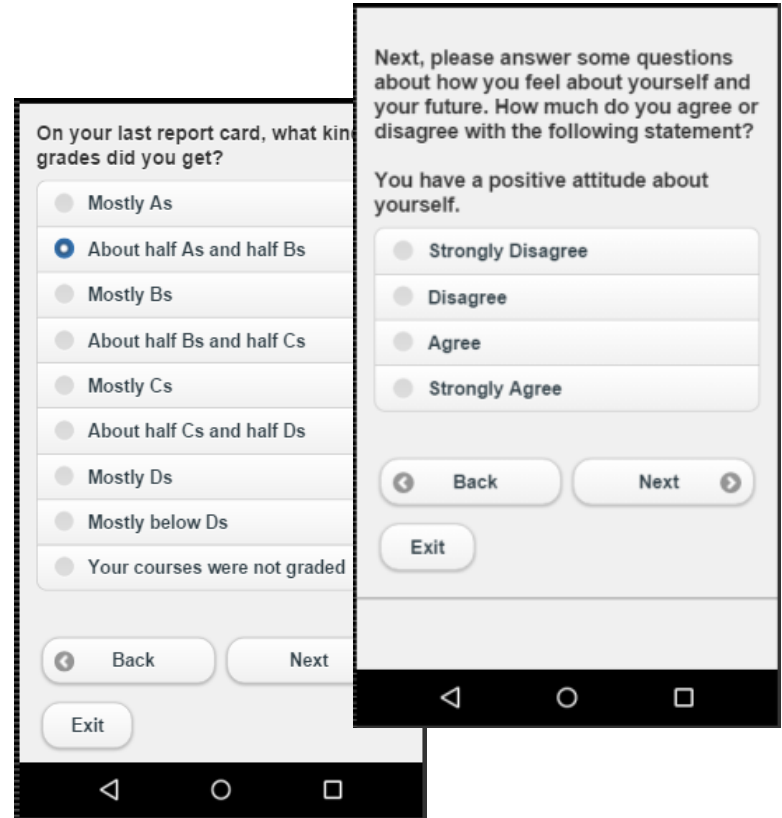 On your last report card, what kin
grades did you get?
Mostly As
About half As and half Bs
Mostly Bs
About half Bs and half Cs
Mostly Cs
About half Cs and half Ds
Mostly Ds
Mostly below Ds
Your courses were not graded
Back
Next
Exit
Next, please answer some questions
about how you feel about yourself and
your future. How much do you agree or
disagree with the following statement?
You have a positive attitude about
yourself.
Strongly Disagree
Disagree
Agree
Strongly Agree
Back
Next
Exit